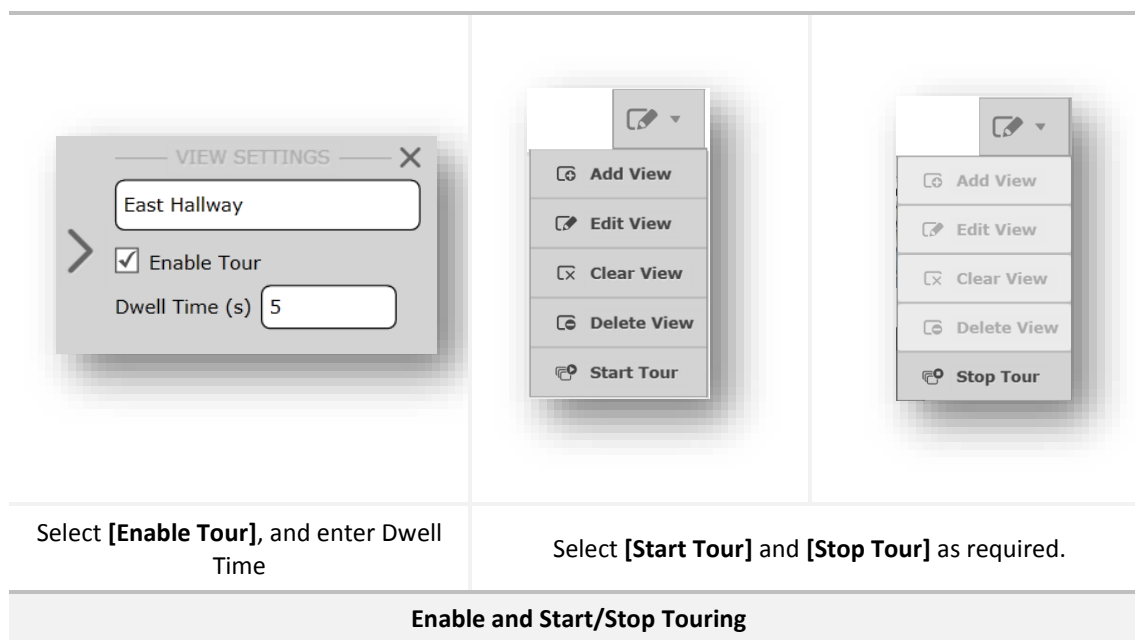 VIEW SETTINGS
East Hallway
Enable Tour
Dwell Time (s) 5
Add View
Edit View
Clear View
Delete View
Start Tour
Add View
Edit View
Clear View
Delete View
Stop Tour
Select [Enable Tour], and enter Dwell
Time
Select [Start Tour] and [Stop Tour] as required.
Enable and Start/Stop Touring